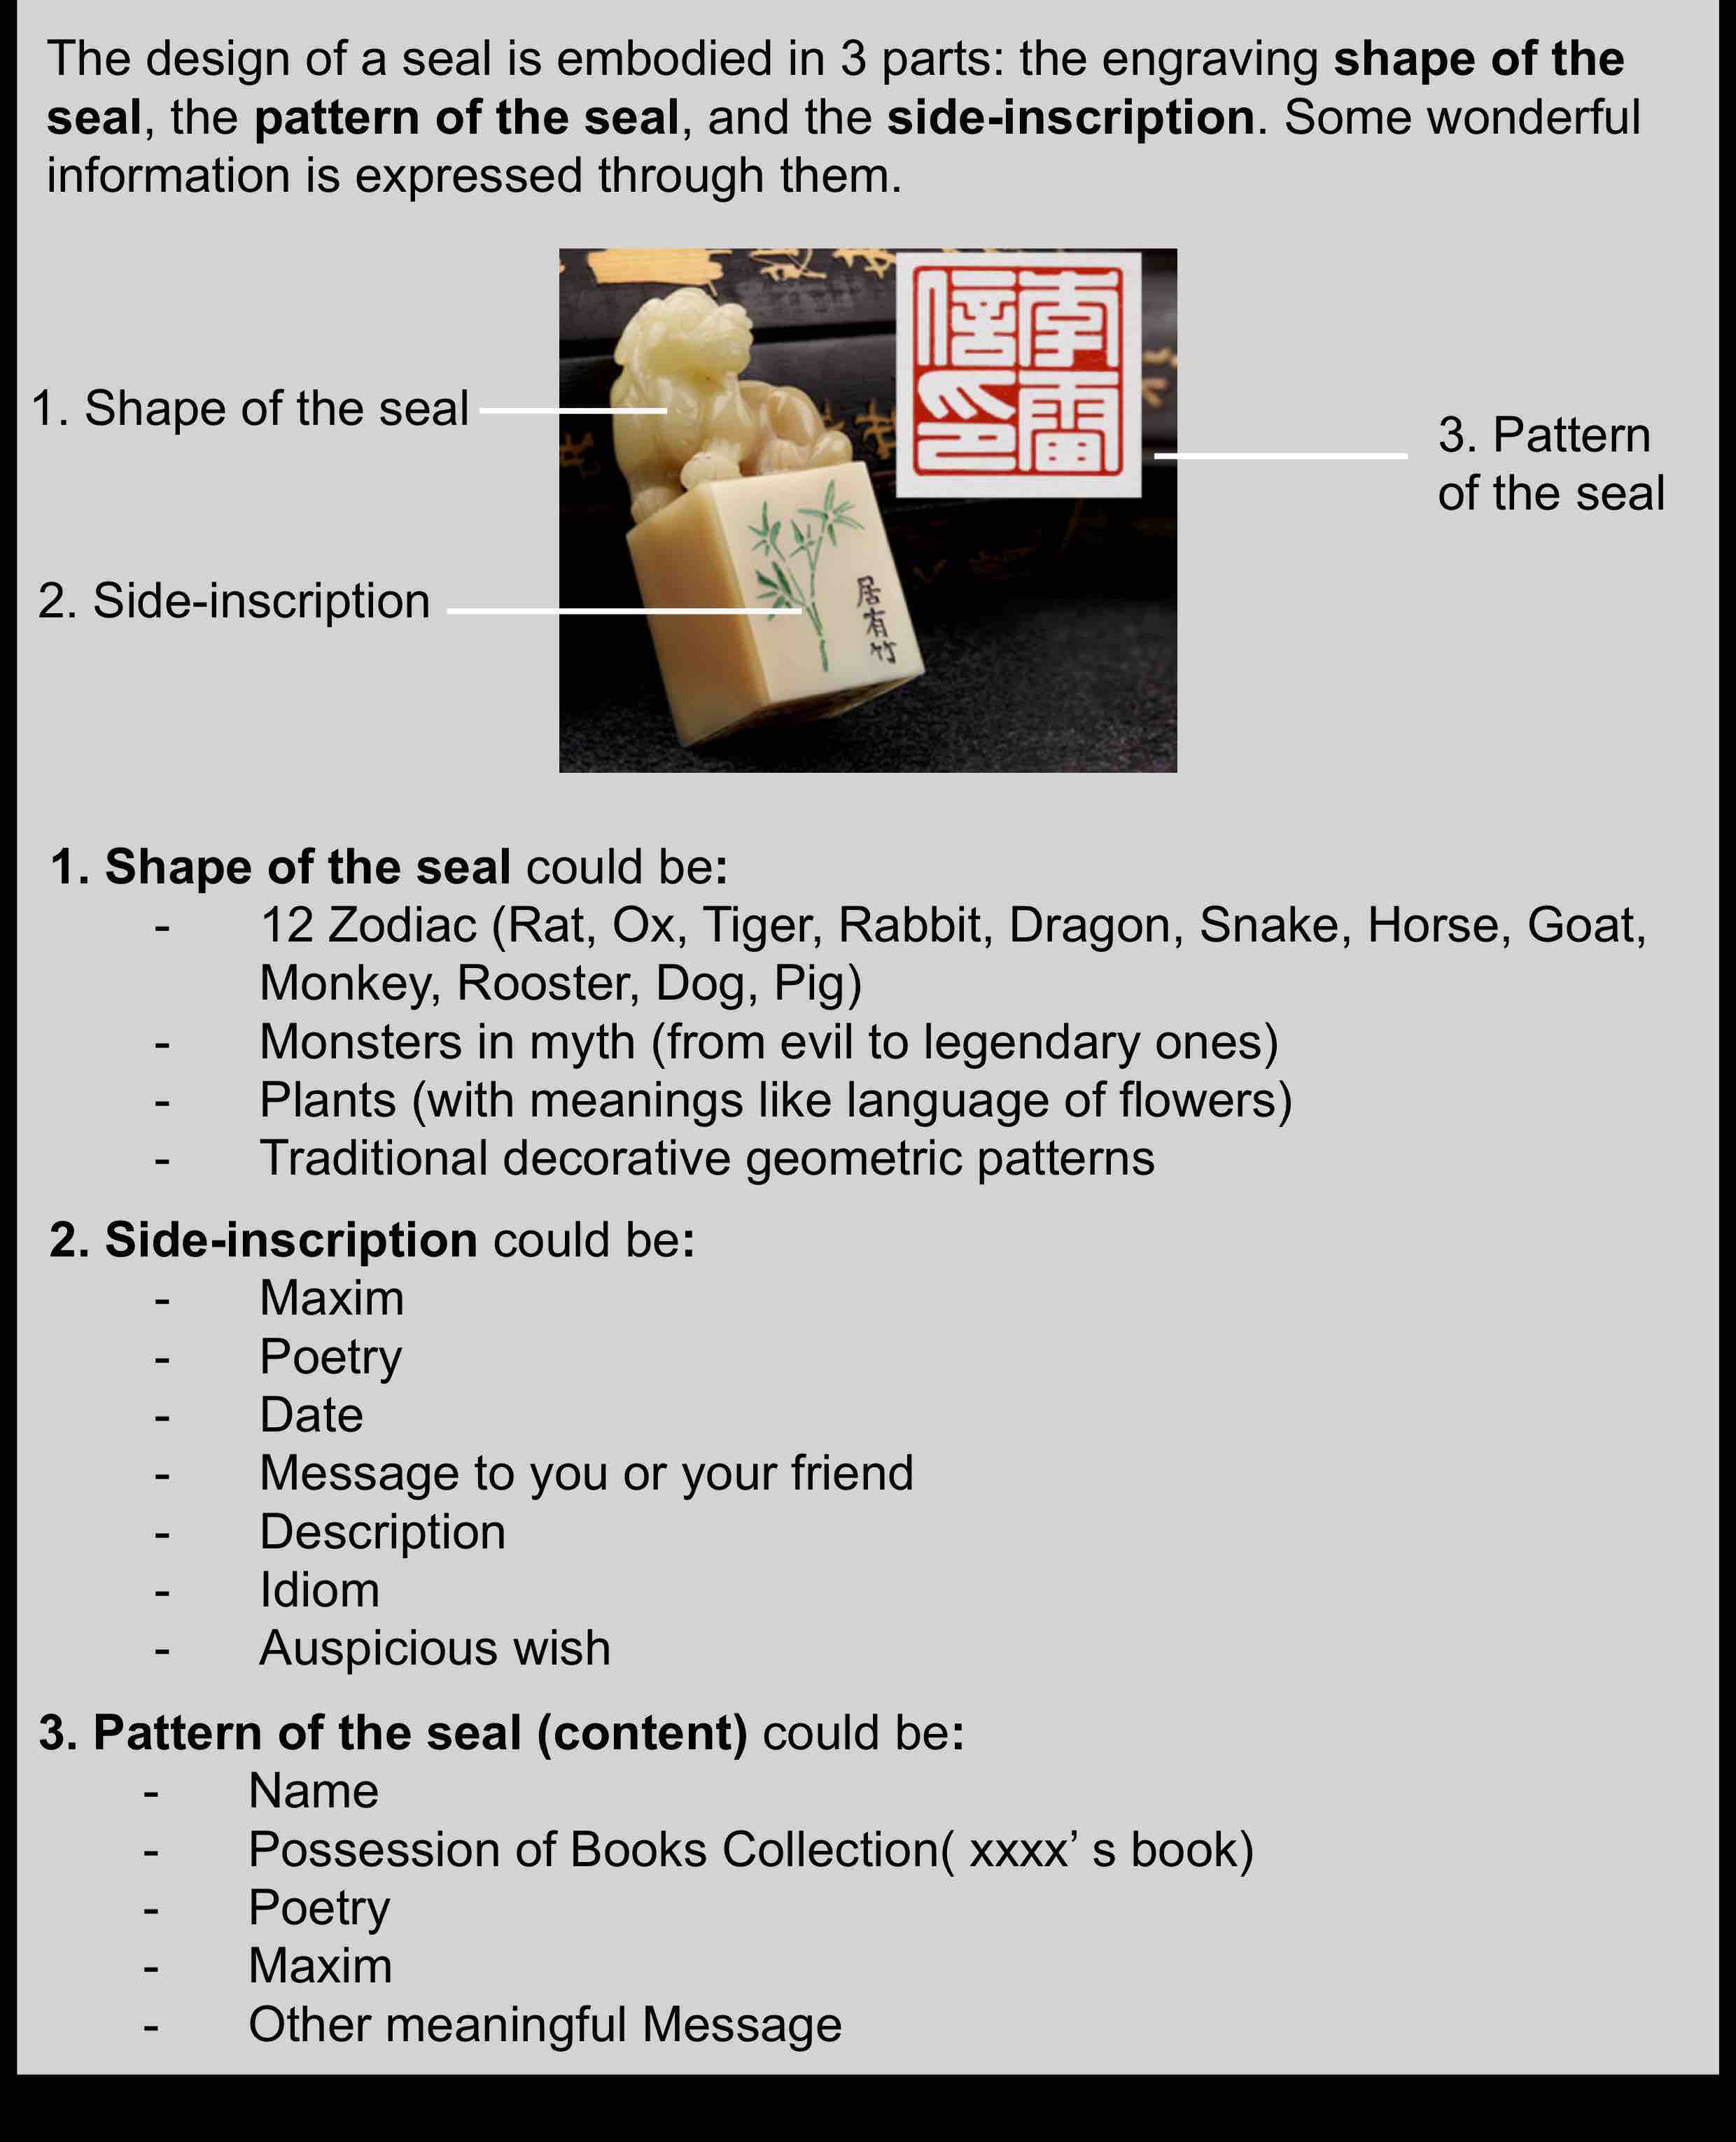 The design of a seal is embodied in 3 parts: the engraving shape of the
seal, the pattern of the seal, and the side-inscription. Some wonderful
information is expressed through them.
1. Shape of the seal
2. Side-inscription
李雷
信印
居有竹
3. Pattern
of the seal
1. Shape of the seal could be:
- 12 Zodiac (Rat, Ox, Tiger, Rabbit, Dragon, Snake, Horse, Goat,
Monkey, Rooster, Dog, Pig)
- Monsters in myth (from evil to legendary ones)
- Plants (with meanings like language of flowers)
- Traditional decorative geometric patterns
2. Side-inscription could be:
- Maxim
- Poetry
- Date
- Message to you or your friend
- Description
- Idiom
- Auspicious wish
3. Pattern of the seal (content) could be:
- Name
- Possession of Books Collection( xxxx’ s book)
- Poetry
- Maxim
- Other meaningful Message